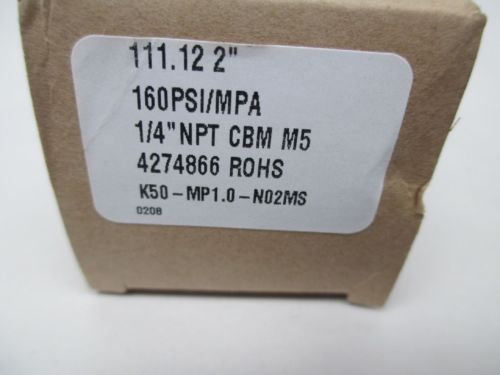 111.12 2"
160PSI/MPA
1/4" NPT CBM M5
4274866 ROHS
K50-MP1.0-N02MS
0208